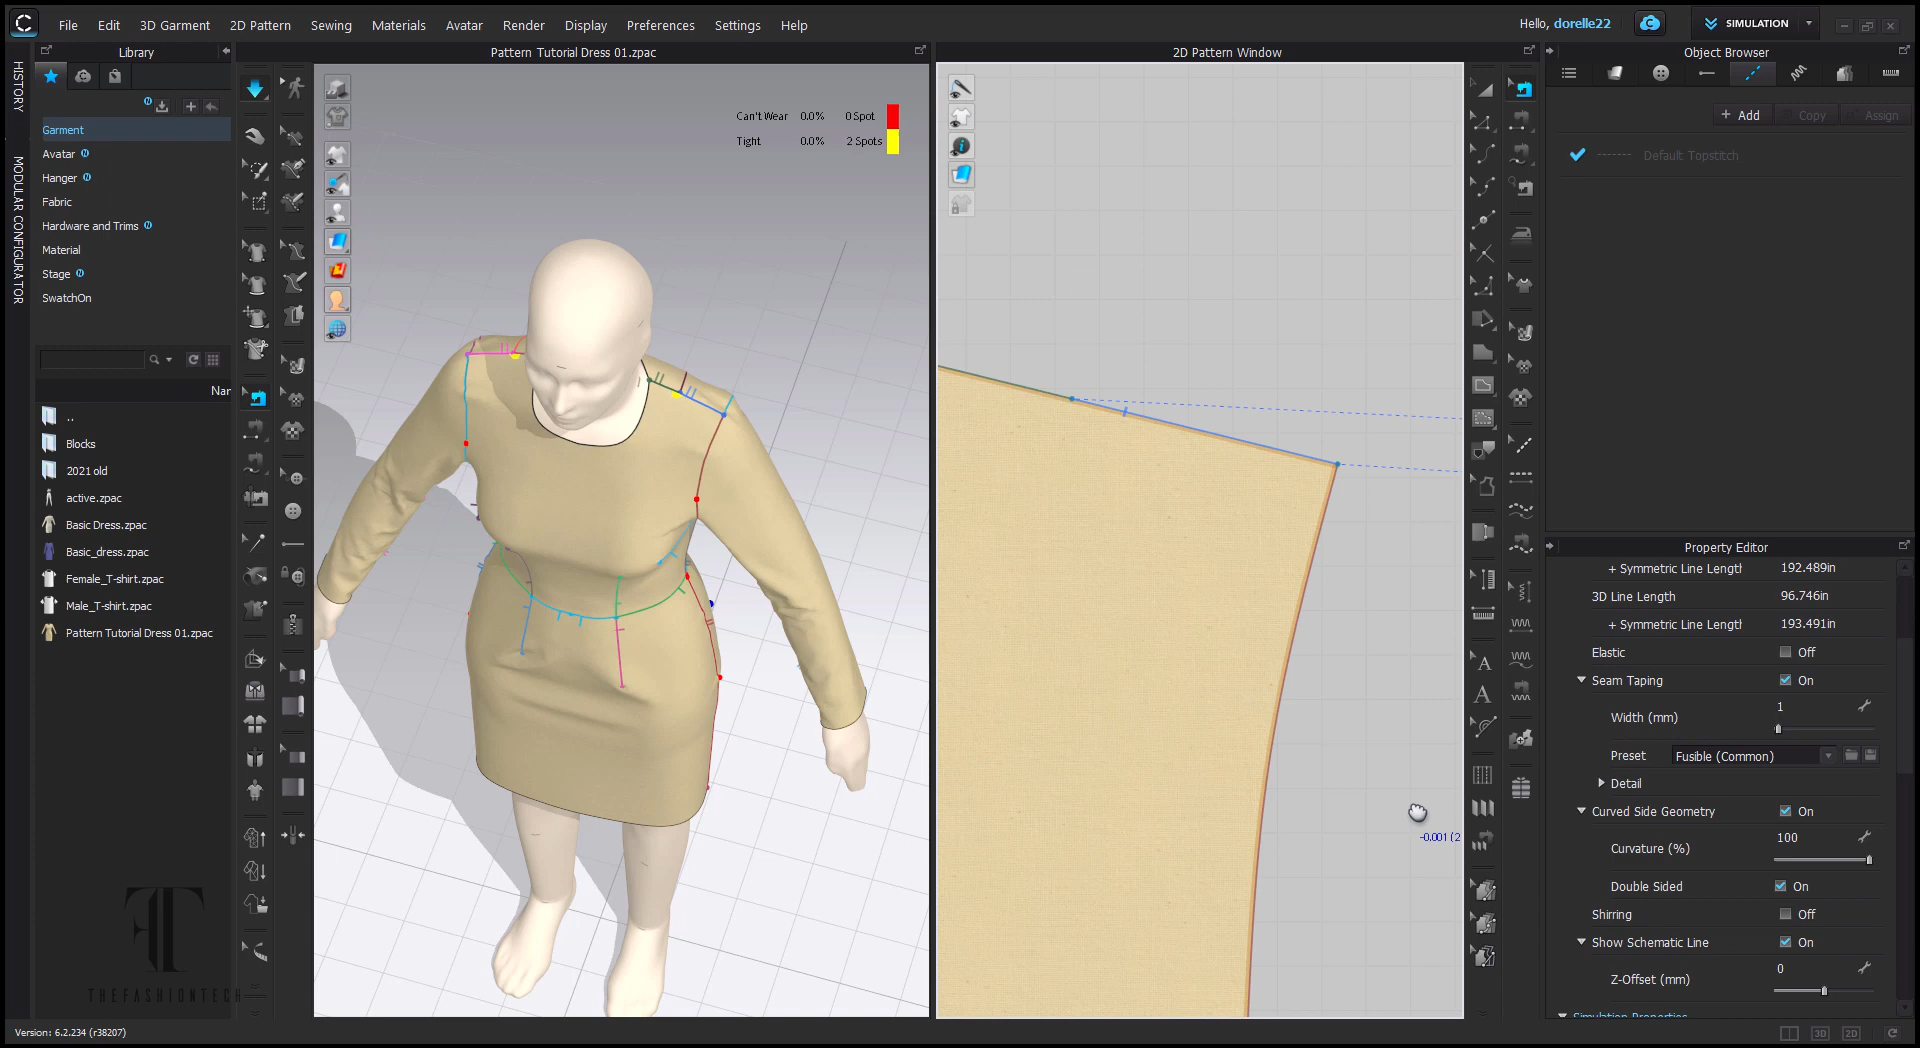 File Edit 3D Garment 2D Pattern Sewing Materials Avatar Render Display Preferences Settings Help
Hello, dorelle22
SIMULATION
Library
Pattern Tutorial Dress 01.zpac
2D Pattern Window
Object Browser
HISTORY
MODULAR CONFIGURATOR
Garment
Avatar
Hanger
Fabric
Hardware and Trims
Material
Stage
SwatchOn
Nar
..
Blocks
2021 old
active.zpac
Basic Dress.zpac
Basic_dress.zpac
Female_T-shirt.zpac
Male_T-shirt.zpac
Pattern Tutorial Dress 01.zpac
THEFASHIONTECH
Can't Wear 0.0% 0 Spot
Tight 0.0% 2 Spots
-0.001 (2
+ Add Copy Assign
Default Topstitch
Property Editor
+ Symmetric Line Lengtl 192.489in
3D Line Length 96.746in
+ Symmetric Line Lengtl 193.491in
Elastic Off
Seam Taping On
Width (mm) 1
Preset Fusible (Common)
Detail
Curved Side Geometry On
Curvature (%) 100
Double Sided On
Shirring Off
Show Schematic Line On
Z-Offset (mm) 0
Simulation Properties
Version: 6.2.234 (r38207)
3D 2D